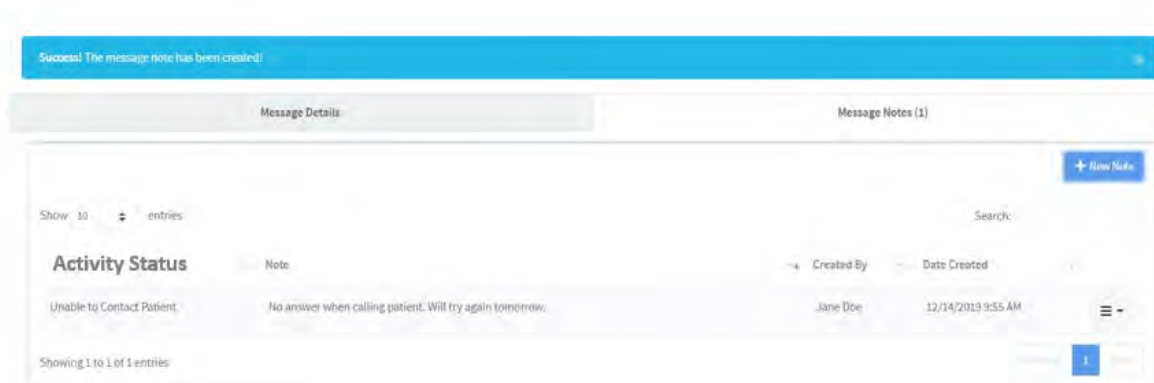 Success! The message note has been created!
Message Details Message Notes (1)
+ New Note
Show 10 entries Search:
Activity Status Note Created By Date Created
Unable to Contact Patient No answer when calling patient. Will try again tomorrow. Jane Doe 12/14/2019 9:55 AM
Showing 1 to 1 of 1 entries 1